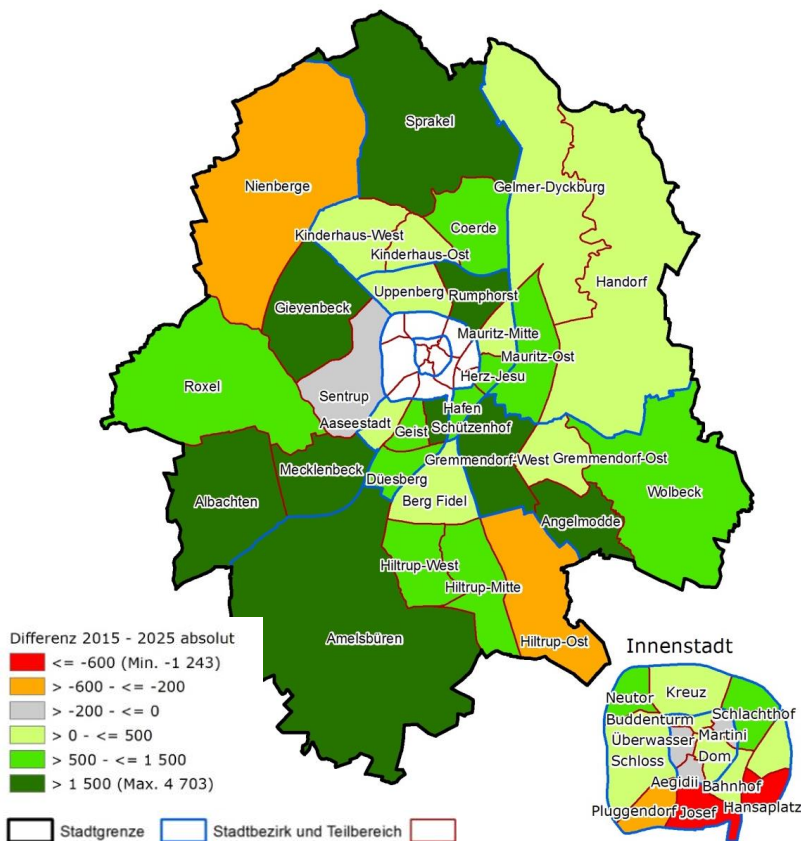 Sprakel
Nienberge
Gelmer-Dyckburg
Coerde
Kinderhaus-West
Kinderhaus-Ost
Handorf
Uppenberg
Rumphorst
Gievenbeck
Mauritz-Mitte
Mauritz-Ost
Roxel
Herz-Jesu
Sentrup
Hafen
Aaseestadt
Geist
Schützenhof
Gremmendorf-West
Gremmendorf-Ost
Mecklenbeck
Düesberg
Wolbeck
Albachten
Berg Fidel
Angelmodde
Hiltrup-West
Hiltrup-Mitte
Amelsbüren
Hiltrup-Ost
Differenz 2015 - 2025 absolut
<= -600 (Min. -1 243)
> -600 - <= -200
> -200 - <= 0
> 0 - <= 500
> 500 - <= 1 500
> 1 500 (Max. 4 703)
Stadtgrenze
Stadtbezirk und Teilbereich
Innenstadt
Neutor
Kreuz
Buddenturm
Schlachthof
Überwasser
Martini
Schloss
Dom
Aegidii
Bahnhof
Pluggendorf
Josef
Hansaplatz